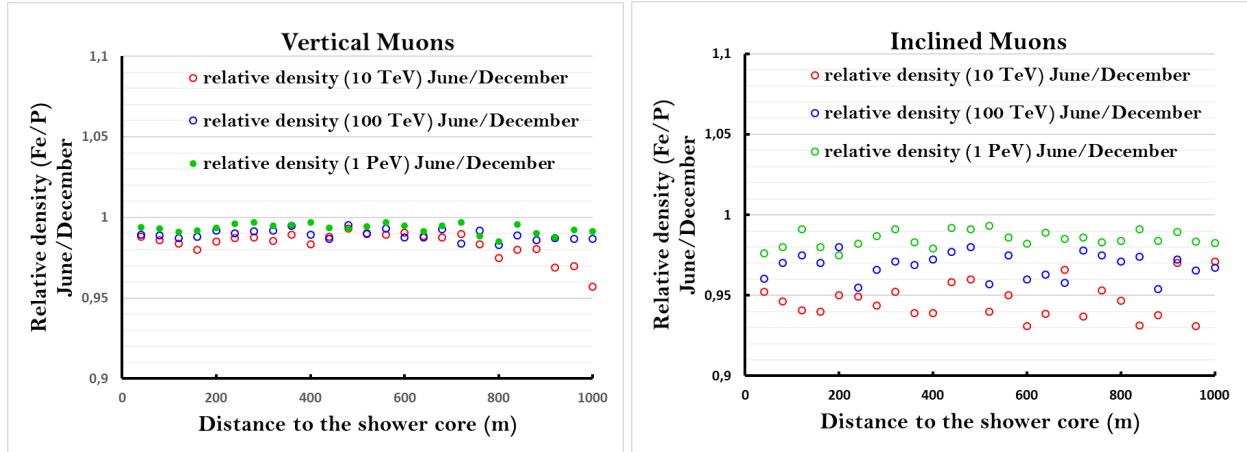 Vertical Muons
relative density (10 TeV) June/December
relative density (100 TeV) June/December
relative density (1 PeV) June/December
Relative density (Fe/P)
June/December
1,1
1,05
1
0,95
0,9
0 200 400 600 800 1000
Distance to the shower core (m)
Inclined Muons
relative density (10 TeV) June/December
relative density (100 TeV) June/December
relative density (1 PeV) June/December
Relative density (Fe/P)
June/December
1,1
1,05
1
0,95
0,9
0 200 400 600 800 1000
Distance to the shower core (m)